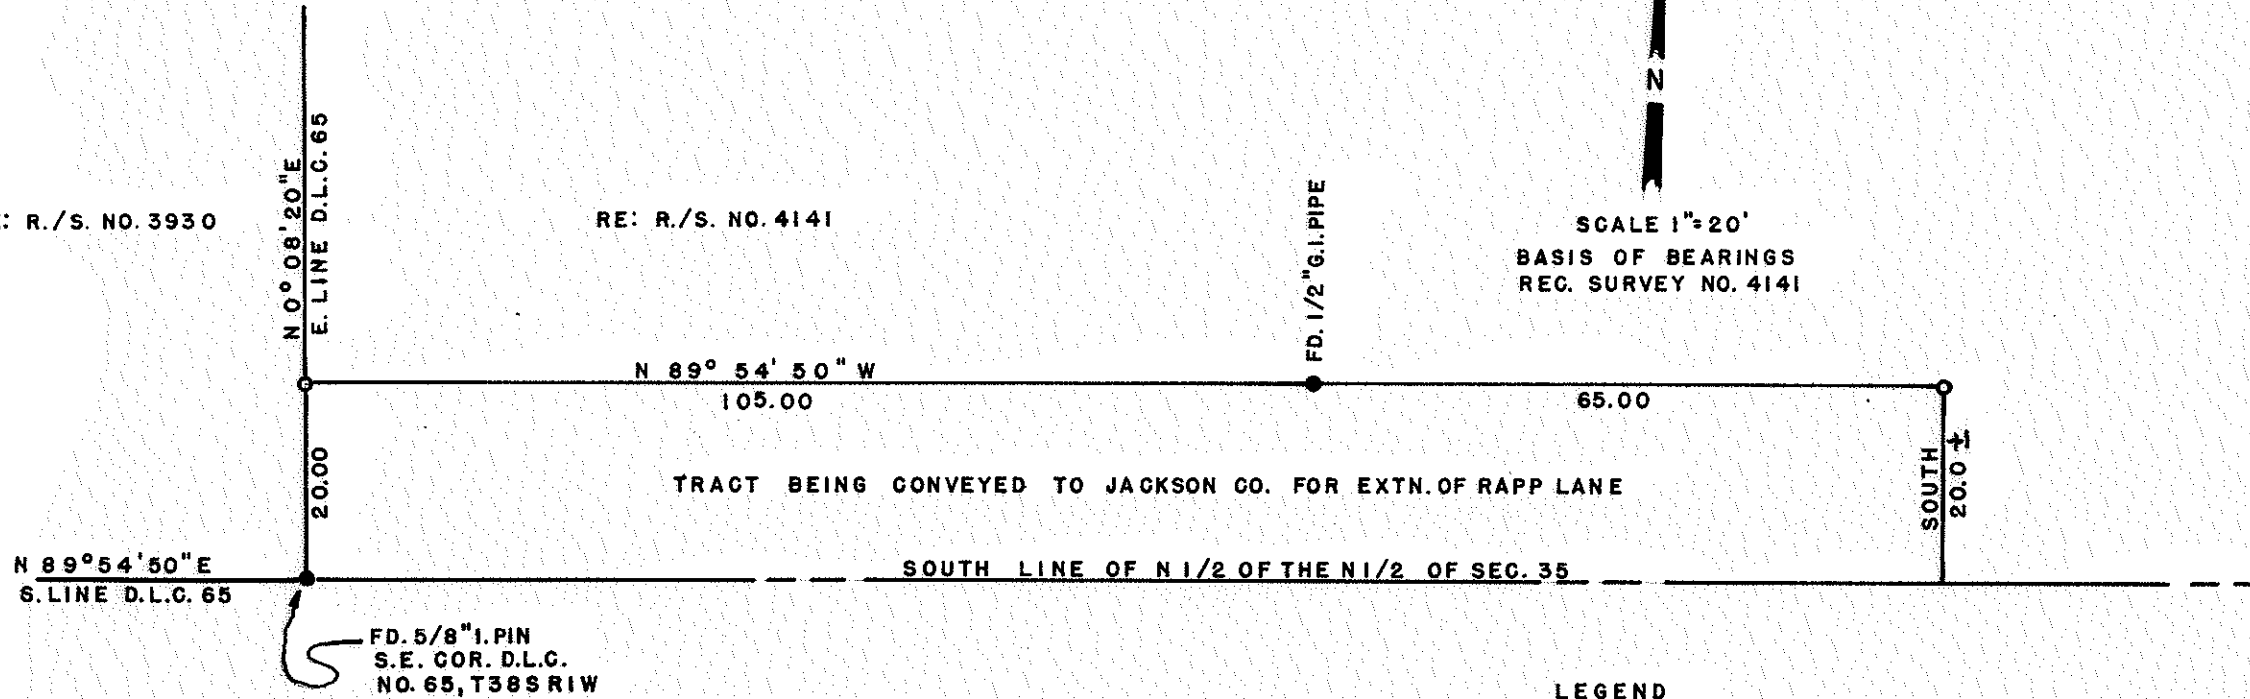 N
N 0° 08' 20" E
E. LINE D.L.C. 65
: R./S. NO. 3930
RE: R./S. NO. 4141
FD. 1/2" G.I. PIPE
SCALE 1"=20'
BASIS OF BEARINGS
REC. SURVEY NO. 4141
N 89° 54' 50" W
105.00
65.00
20.00
TRACT BEING CONVEYED TO JACKSON CO. FOR EXTN. OF RAPP LANE
SOUTH
20.0 ±
N 89° 54' 50" E
S. LINE D.L.C. 65
SOUTH LINE OF N 1/2 OF THE N 1/2 OF SEC. 35
FD. 5/8" I. PIN
S.E. COR. D.L.C.
NO. 65, T38S R1W
LEGEND